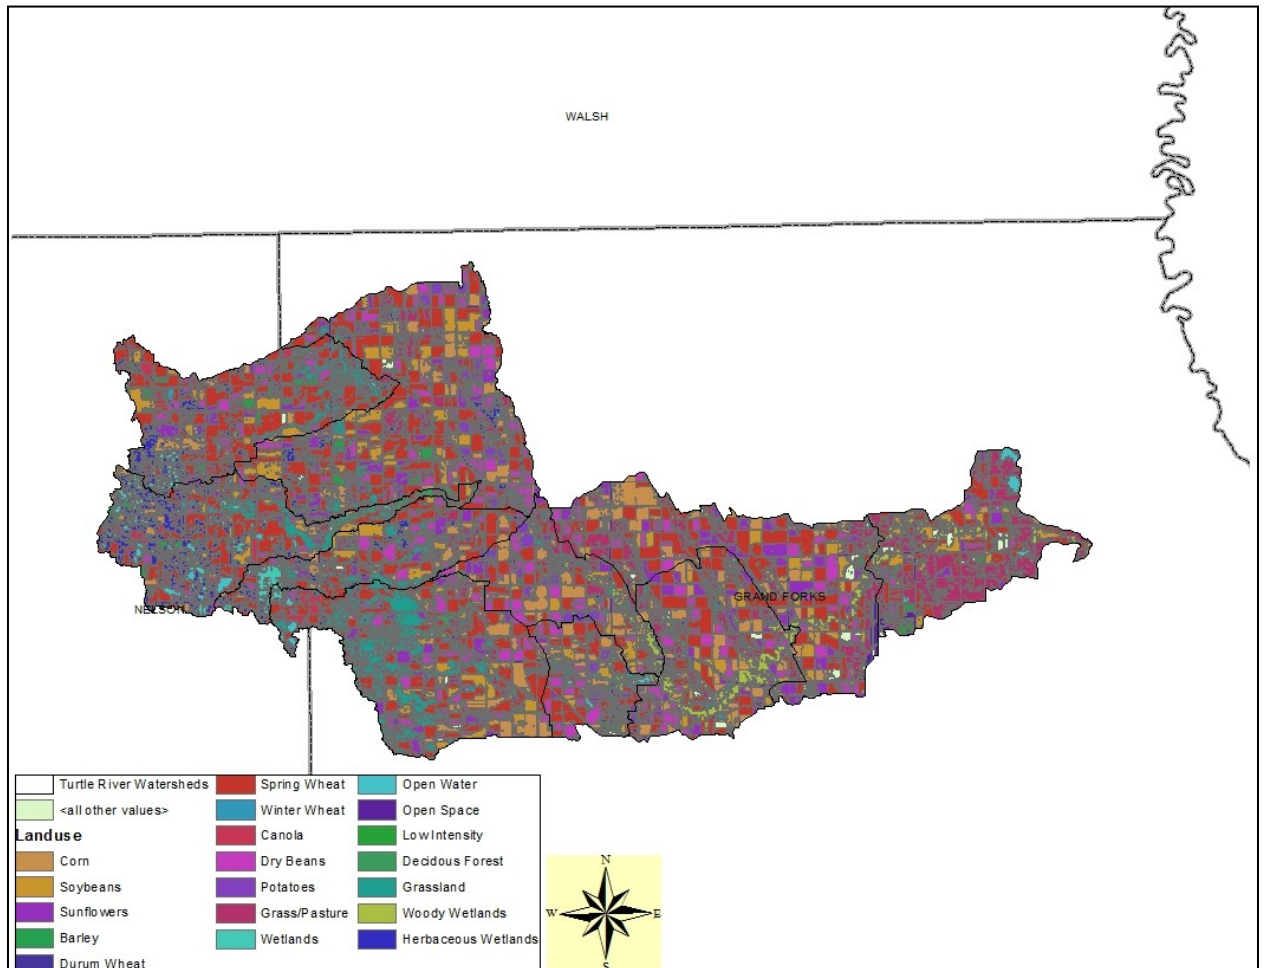 WALSH
GRAND FORKS
NELSON
Turtle River Watersheds
<all other values>
Landuse
Corn
Soybeans
Sunflowers
Barley
Durum Wheat
Spring Wheat
Winter Wheat
Canola
Dry Beans
Potatoes
Grass/Pasture
Wetlands
Open Water
Open Space
Low Intensity
Decidous Forest
Grassland
Woody Wetlands
Herbaceous Wetlands
N
W E
S